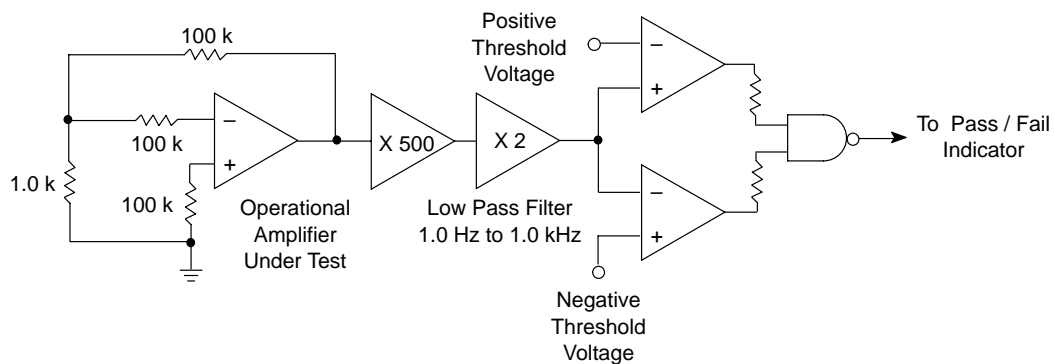 100 k
Positive
Threshold
Voltage
−
+
−
+
100 k
X 500
X 2
To Pass / Fail
Indicator
1.0 k
100 k
Operational
Amplifier
Under Test
Low Pass Filter
1.0 Hz to 1.0 kHz
−
+
Negative
Threshold
Voltage